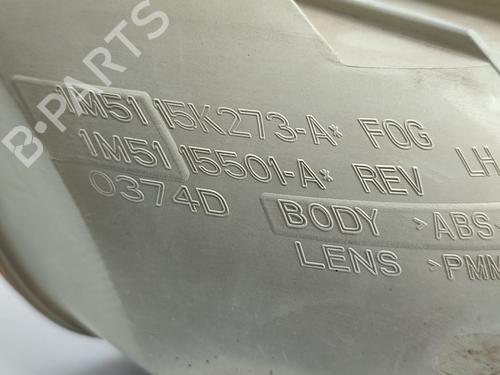 B-PARTS
1M51 15K273-A* FOG
1M51 15501-A* REV LH
0374D
BODY >ABS
LENS >PMM